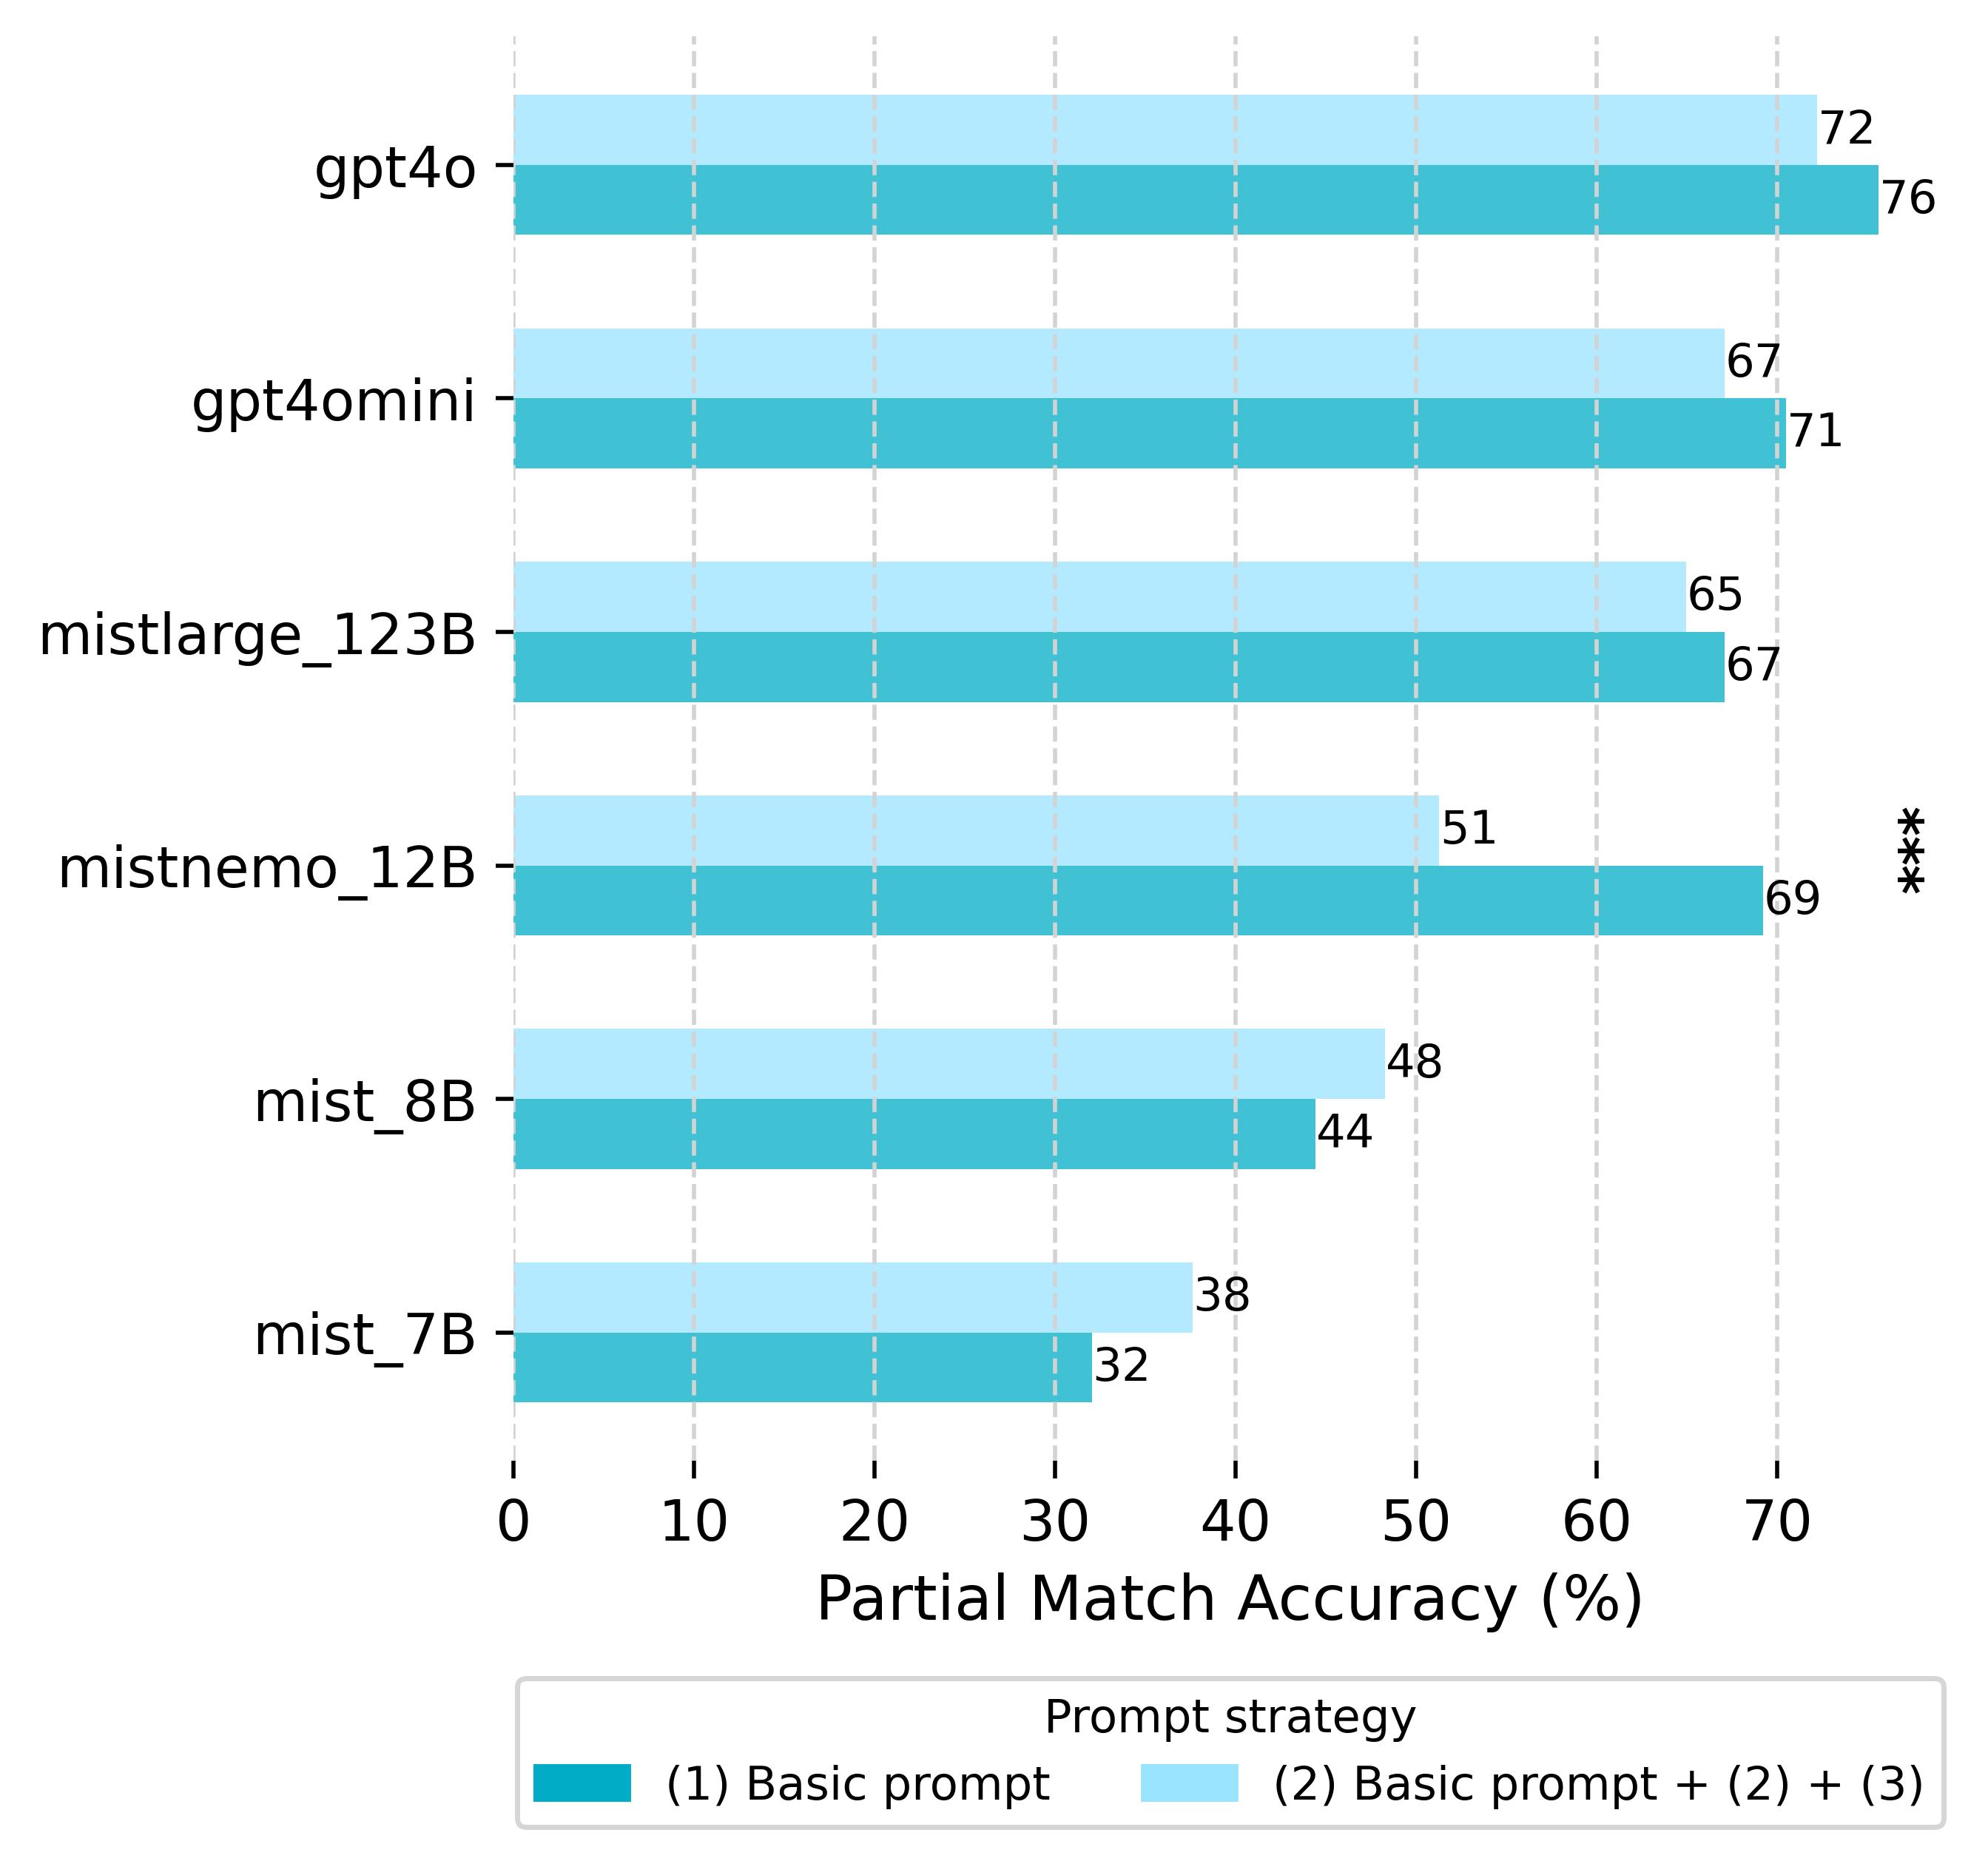 gpt4o
72
76
gpt4omini
67
71
mistlarge_123B
65
67
mistnemo_12B
51
69
***
mist_8B
48
44
mist_7B
38
32
0 10 20 30 40 50 60 70
Partial Match Accuracy (%)
Prompt strategy
(1) Basic prompt (2) Basic prompt + (2) + (3)